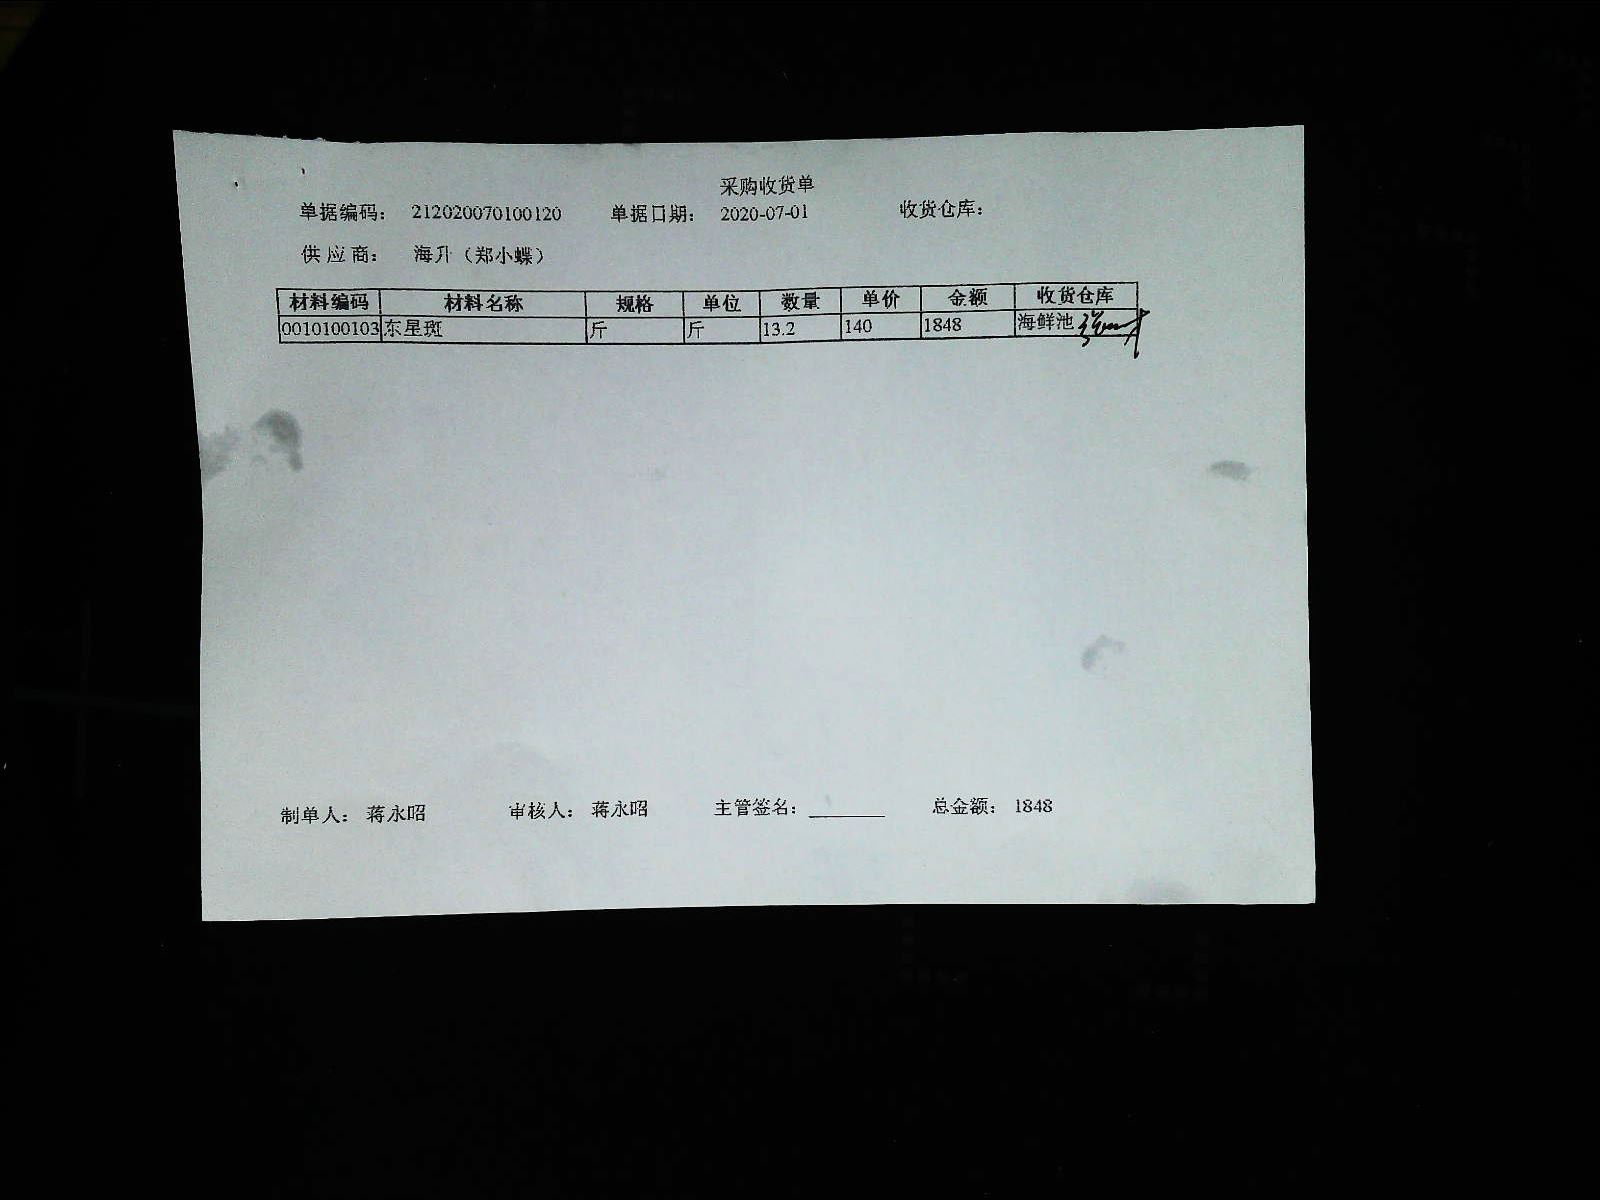 采购收货单
单据编码： 212020070100120 单据日期： 2020-07-01 收货仓库：
供 应 商： 海升（郑小蝶）
材料编码 材料名称 规格 单位 数量 单价 金额 收货仓库
0010100103 东星斑 斤 斤 13.2 140 1848 海鲜池
制单人： 蒋永昭 审核人： 蒋永昭 主管签名： 总金额： 1848